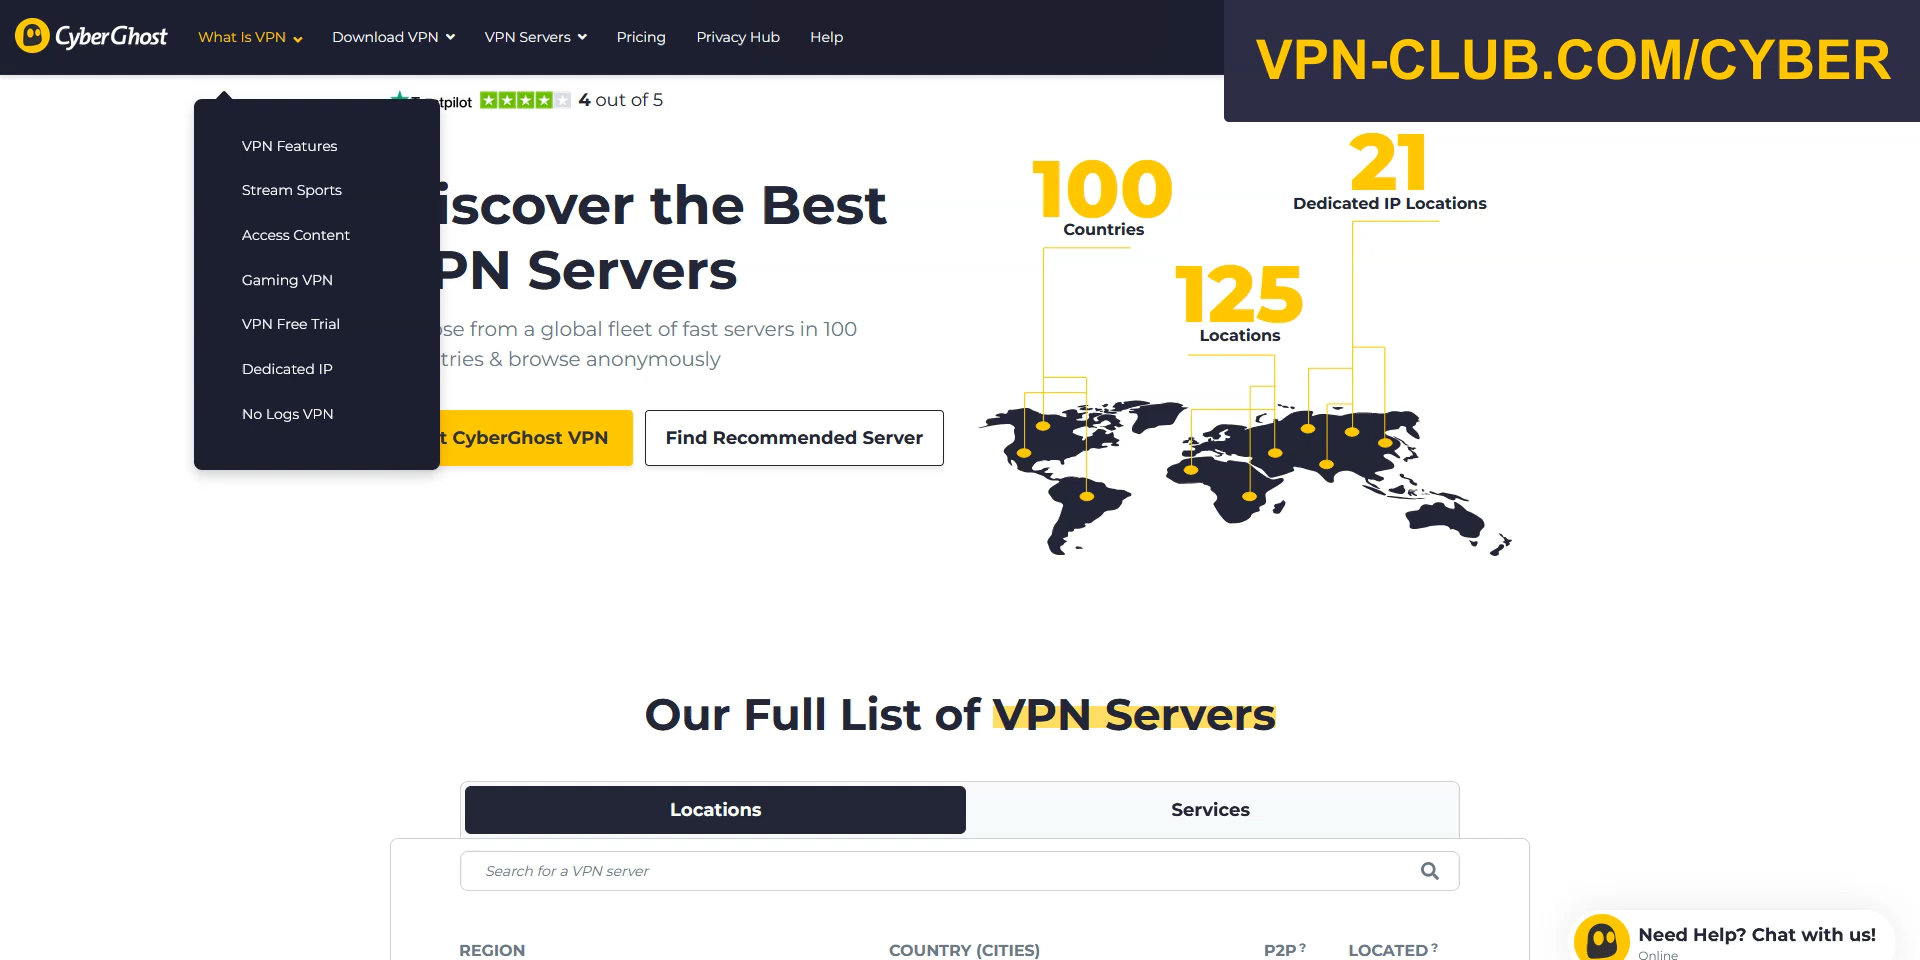 CyberGhost
What Is VPN
Download VPN
VPN Servers
Pricing
Privacy Hub
Help
VPN-CLUB.COM/CYBER
VPN Features
Stream Sports
Access Content
Gaming VPN
VPN Free Trial
Dedicated IP
No Logs VPN
4 out of 5
iscover the Best
PN Servers
from a global fleet of fast servers in 100
& browse anonymously
CyberGhost VPN
Find Recommended Server
100
Countries
21
Dedicated IP Locations
125
Locations
Our Full List of VPN Servers
Locations
Services
Search for a VPN server
REGION
COUNTRY (CITIES)
P2P ?
LOCATED ?
Need Help? Chat with us!
Online